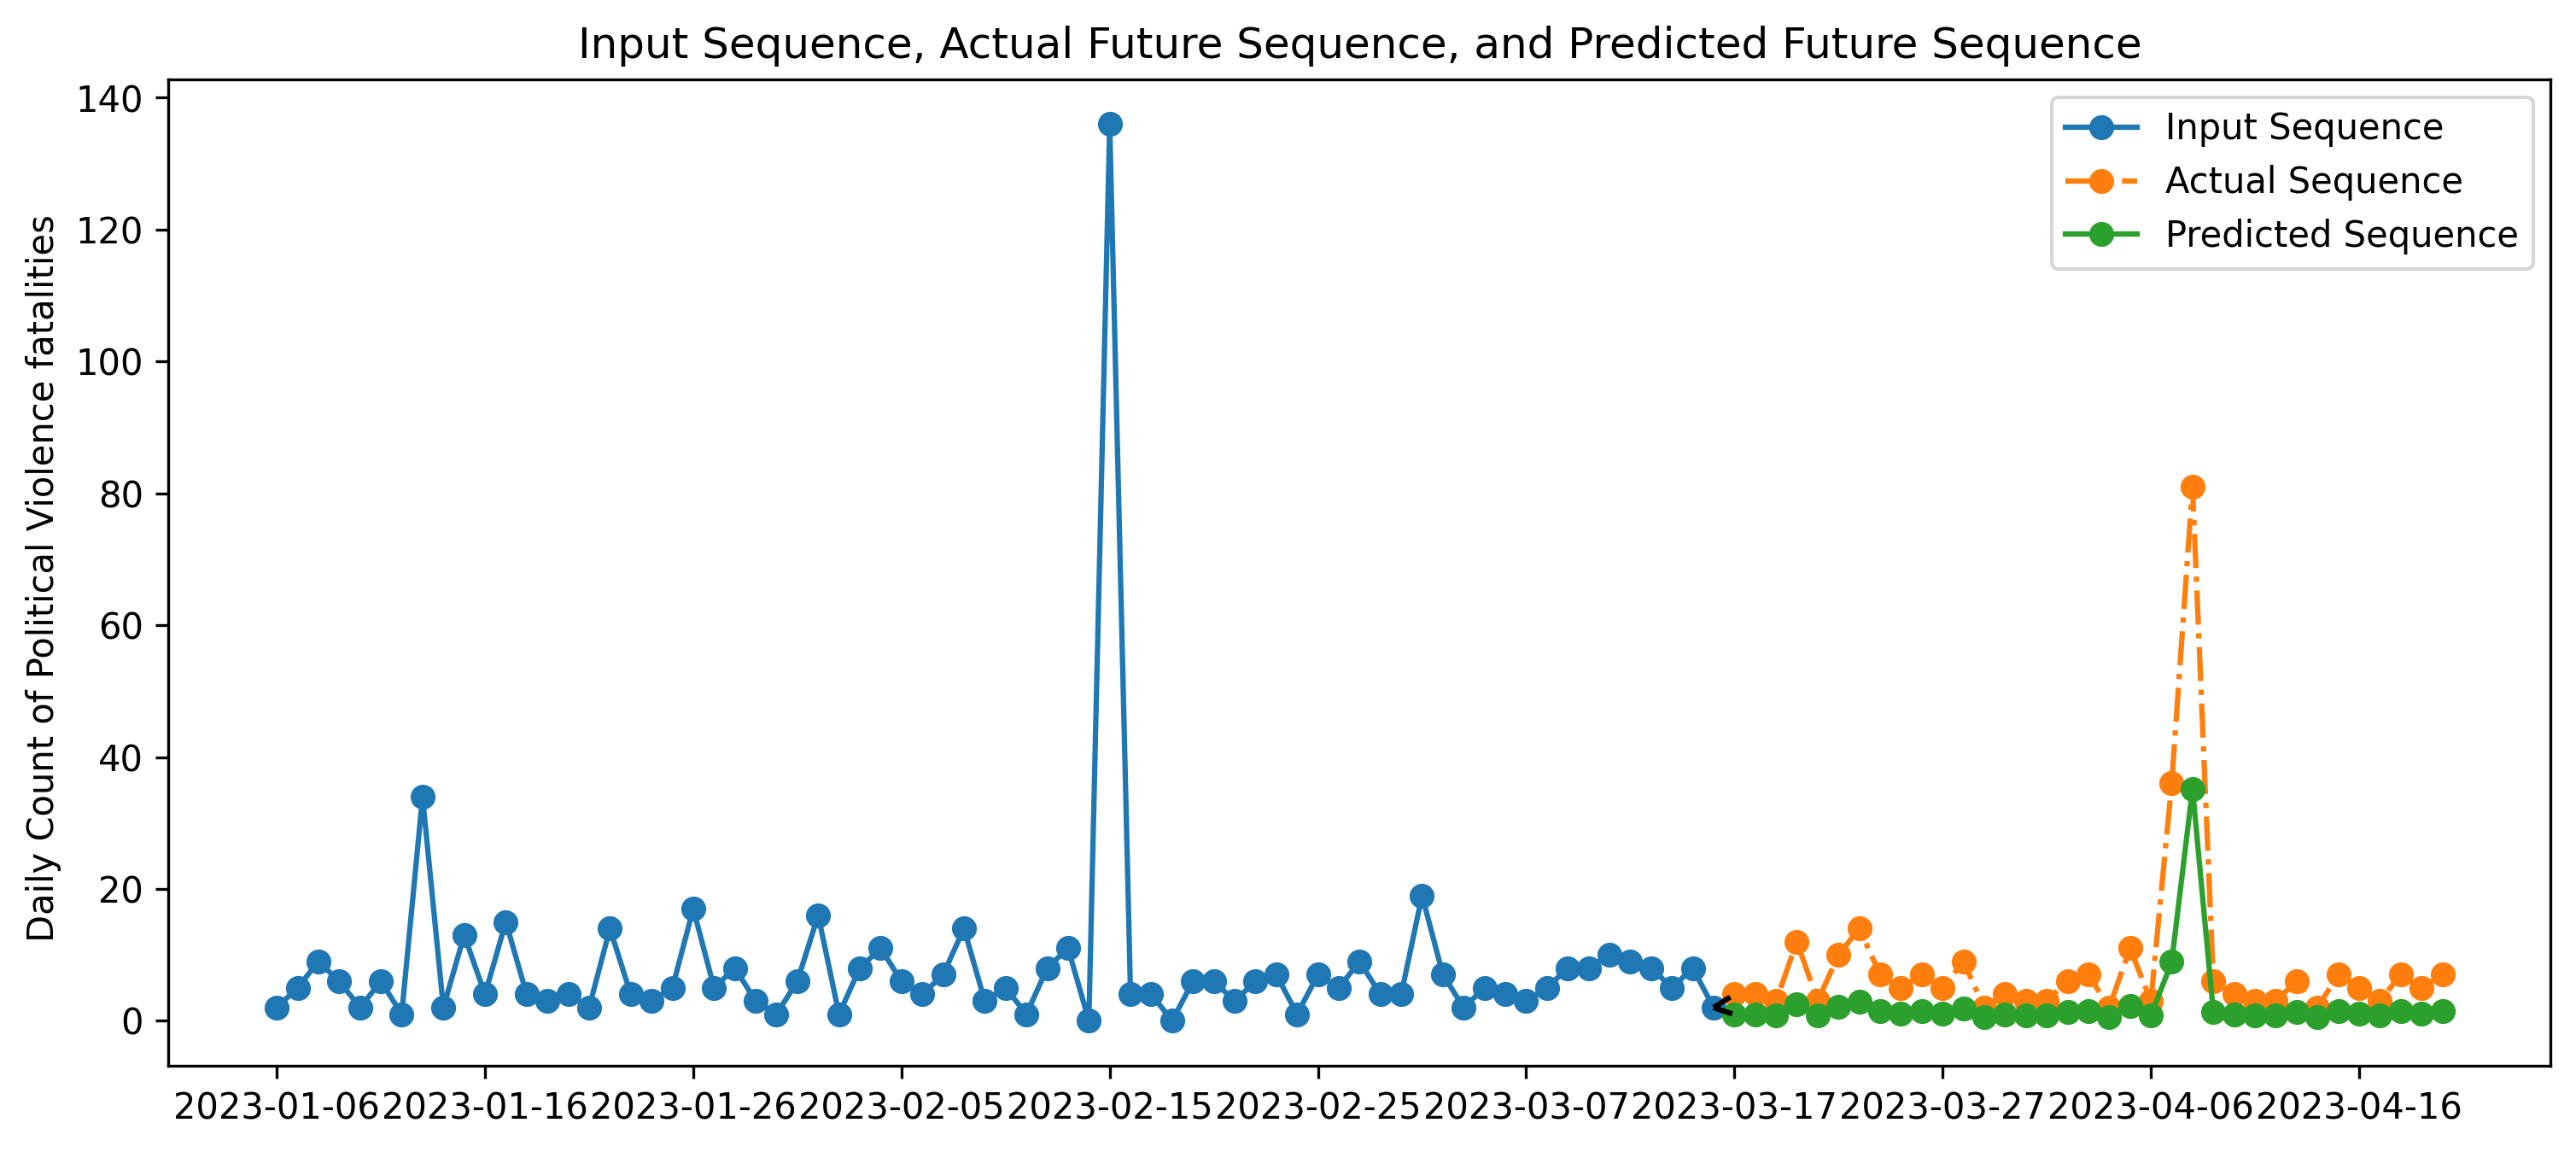 Input Sequence, Actual Future Sequence, and Predicted Future Sequence
Daily Count of Political Violence fatalities
140
120
100
80
60
40
20
0
Input Sequence
Actual Sequence
Predicted Sequence
2023-01-06 2023-01-16 2023-01-26 2023-02-05 2023-02-15 2023-02-25 2023-03-07 2023-03-17 2023-03-27 2023-04-06 2023-04-16